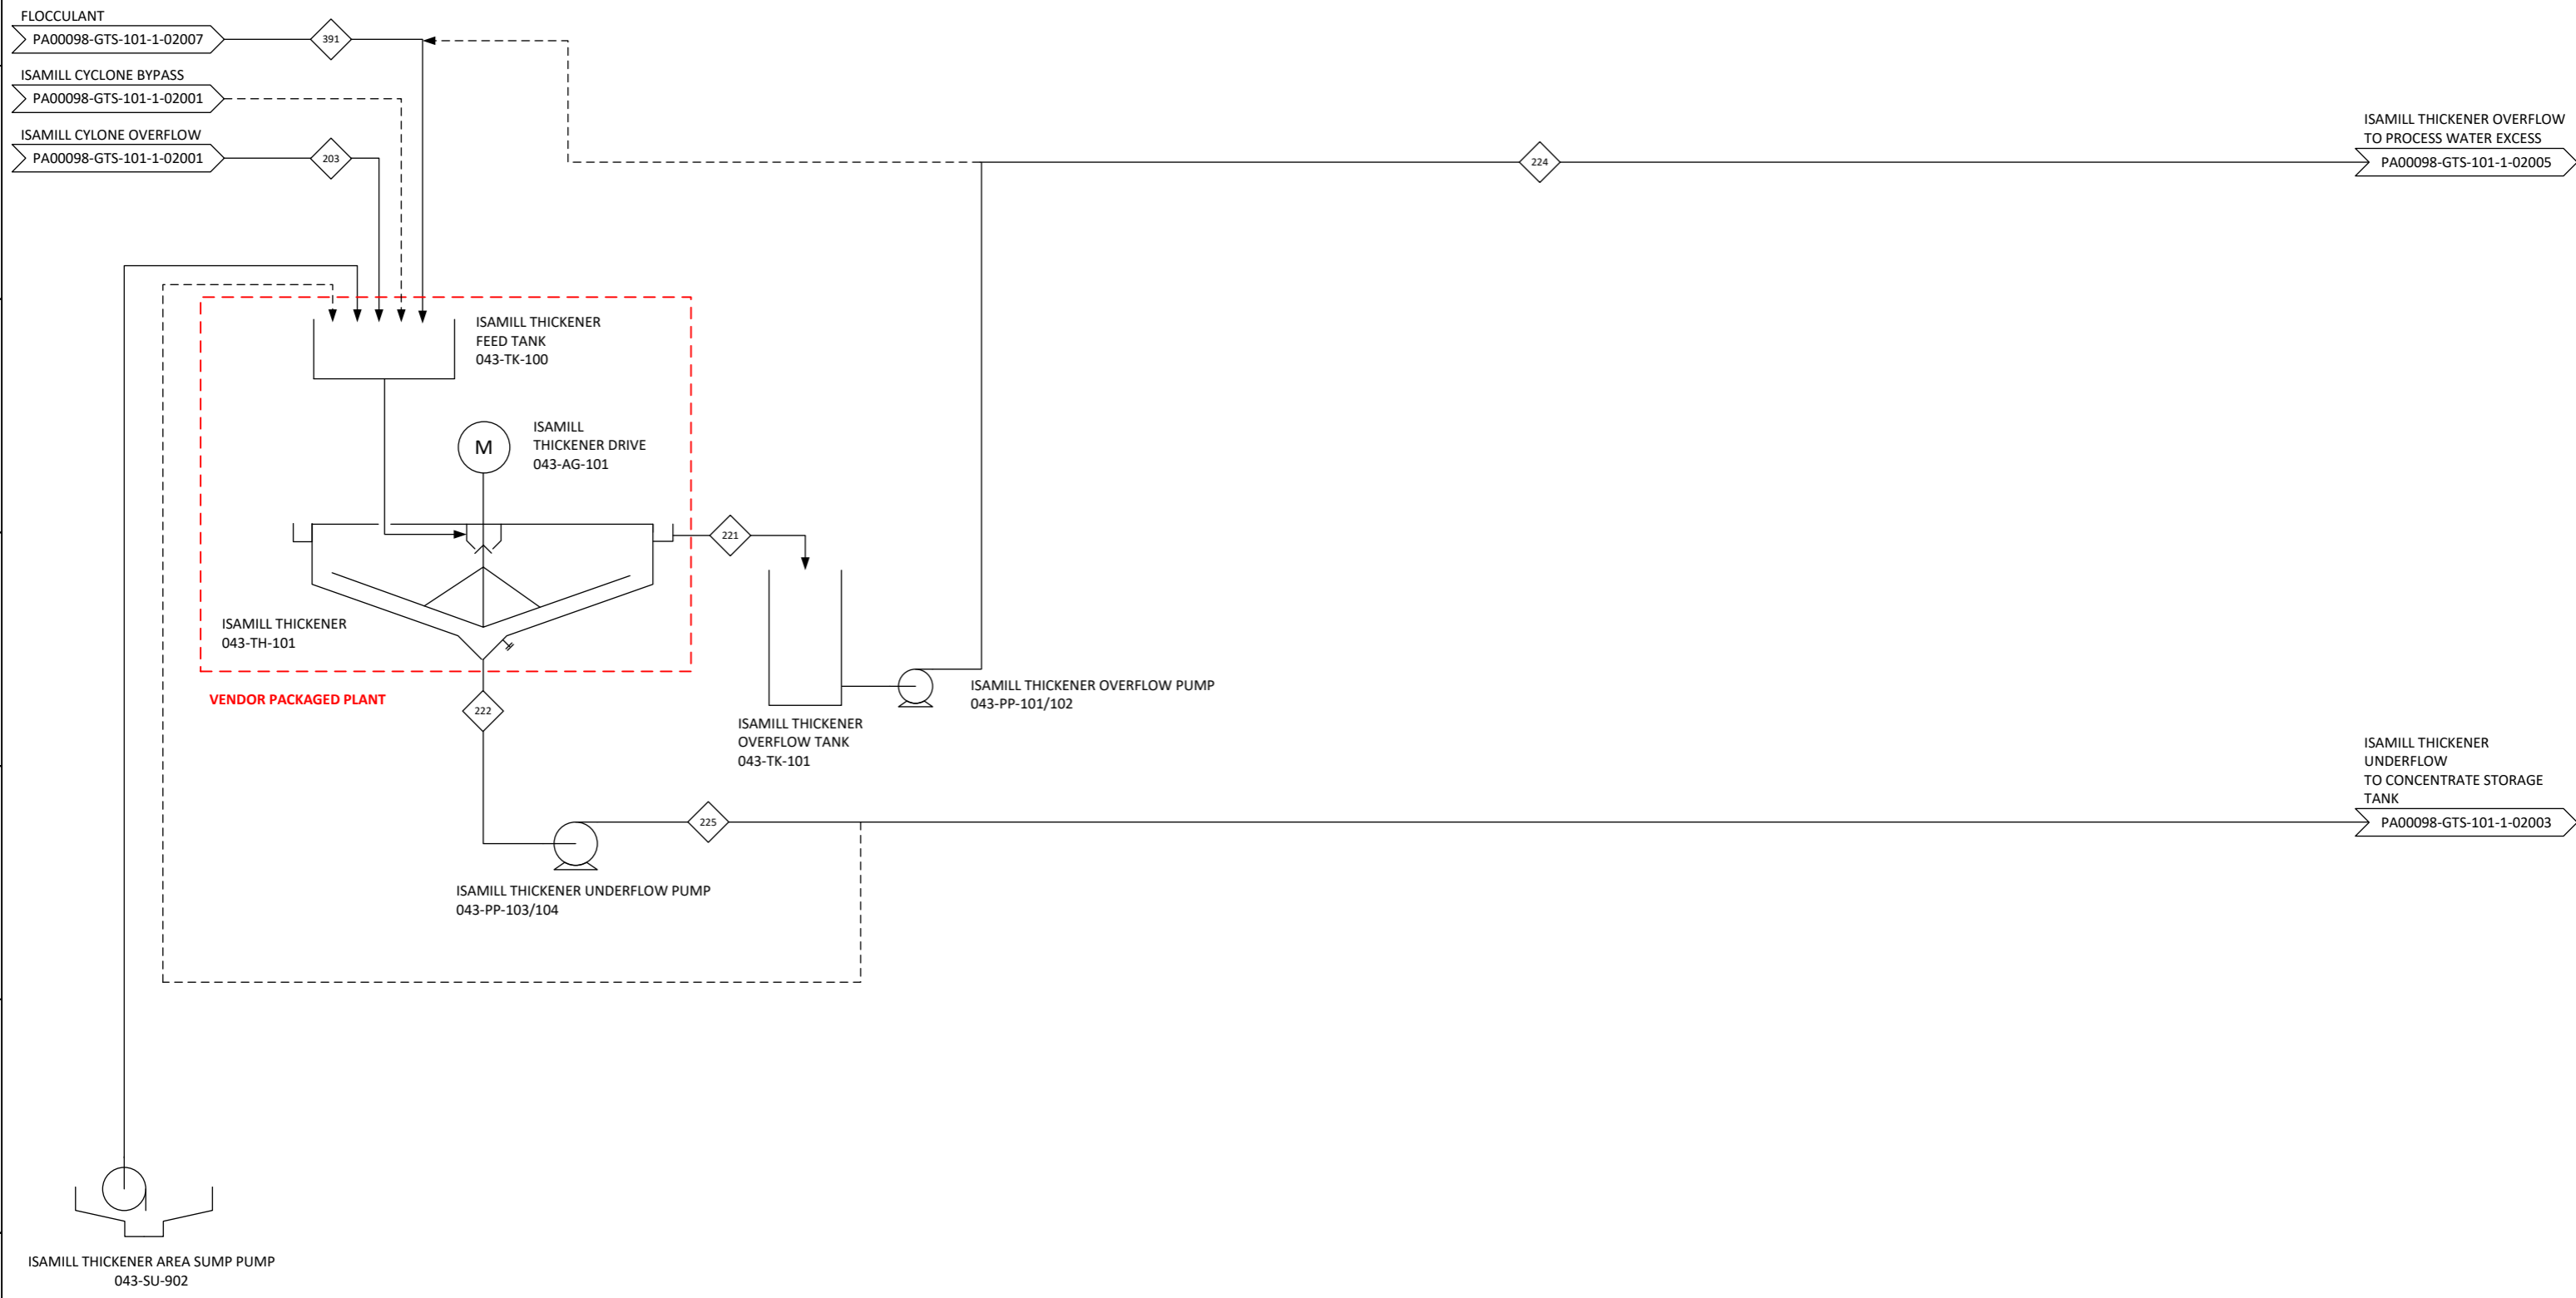 FLOCCULANT
PA00098-GTS-101-1-02007
391
ISAMILL CYCLONE BYPASS
PA00098-GTS-101-1-02001
ISAMILL CYLONE OVERFLOW
PA00098-GTS-101-1-02001
203
224
ISAMILL THICKENER OVERFLOW
TO PROCESS WATER EXCESS
PA00098-GTS-101-1-02005
ISAMILL THICKENER
FEED TANK
043-TK-100
M
ISAMILL
THICKENER DRIVE
043-AG-101
221
ISAMILL THICKENER
043-TH-101
VENDOR PACKAGED PLANT
222
ISAMILL THICKENER OVERFLOW PUMP
043-PP-101/102
ISAMILL THICKENER
OVERFLOW TANK
043-TK-101
225
ISAMILL THICKENER
UNDERFLOW
TO CONCENTRATE STORAGE
TANK
PA00098-GTS-101-1-02003
ISAMILL THICKENER UNDERFLOW PUMP
043-PP-103/104
ISAMILL THICKENER AREA SUMP PUMP
043-SU-902